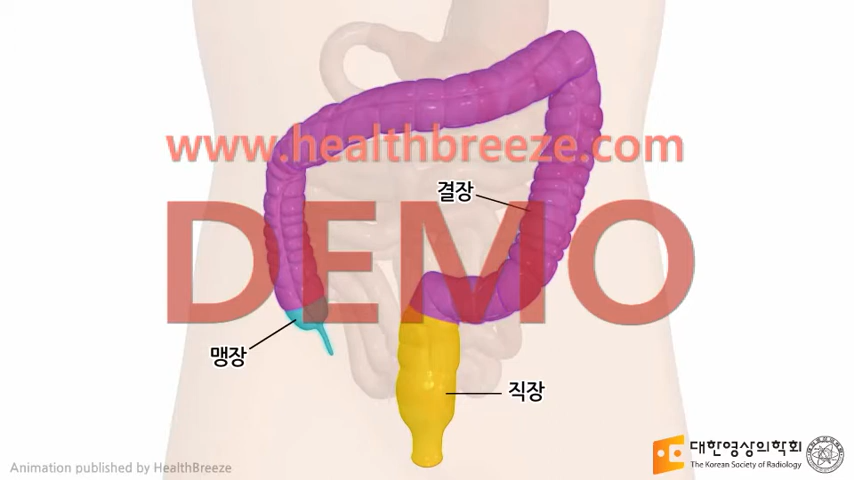 www.healthbreeze.com
결장
DEMO
맹장
직장
대한영상의학회
The Korean Society of Radiology
Animation published by HealthBreeze